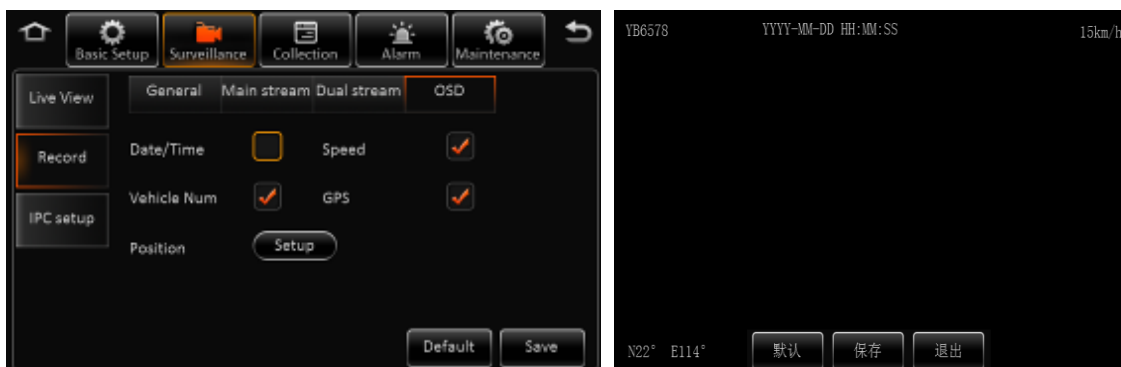 Basic Setup Surveillance Collection Alarm Maintenance
Live View
General Main stream Dual stream OSD
Date/Time Speed
Record
Vehicle Num GPS
IPC setup
Position Setup
Default Save
YB6578 YYYY-MM-DD HH:MM:SS 15km/h
N22° E114° 默认 保存 退出